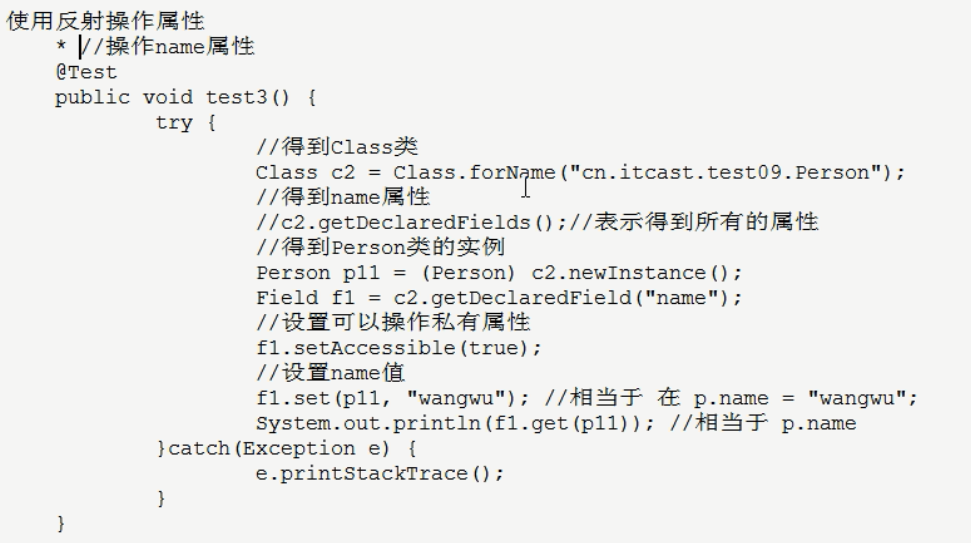 使用反射操作属性
* //操作name属性
@Test
public void test3() {
try {
//得到Class类
Class c2 = Class.forName("cn.itcast.test09.Person");
//得到name属性
//c2.getDeclaredFields();//表示得到所有的属性
//得到Person类的实例
Person p11 = (Person) c2.newInstance();
Field f1 = c2.getDeclaredField("name");
//设置可以操作私有属性
f1.setAccessible(true);
//设置name值
f1.set(p11, "wangwu"); //相当于 在 p.name = "wangwu";
System.out.println(f1.get(p11)); //相当于 p.name
}catch(Exception e) {
e.printStackTrace();
}
}